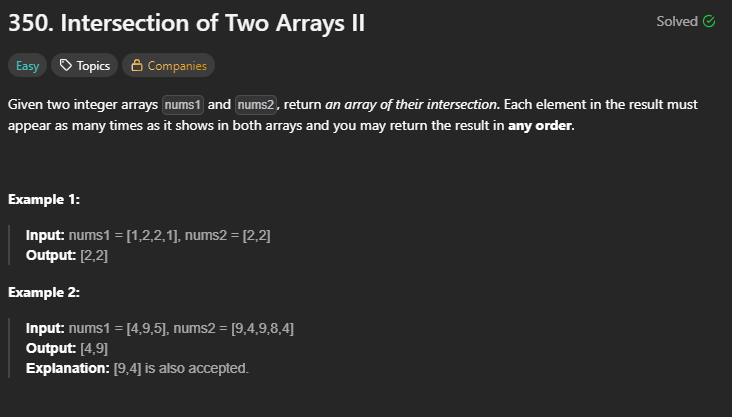 350. Intersection of Two Arrays II
Solved
Easy Topics Companies
Given two integer arrays nums1 and nums2, return an array of their intersection. Each element in the result must
appear as many times as it shows in both arrays and you may return the result in any order.
Example 1:
Input: nums1 = [1,2,2,1], nums2 = [2,2]
Output: [2,2]
Example 2:
Input: nums1 = [4,9,5], nums2 = [9,4,9,8,4]
Output: [4,9]
Explanation: [9,4] is also accepted.